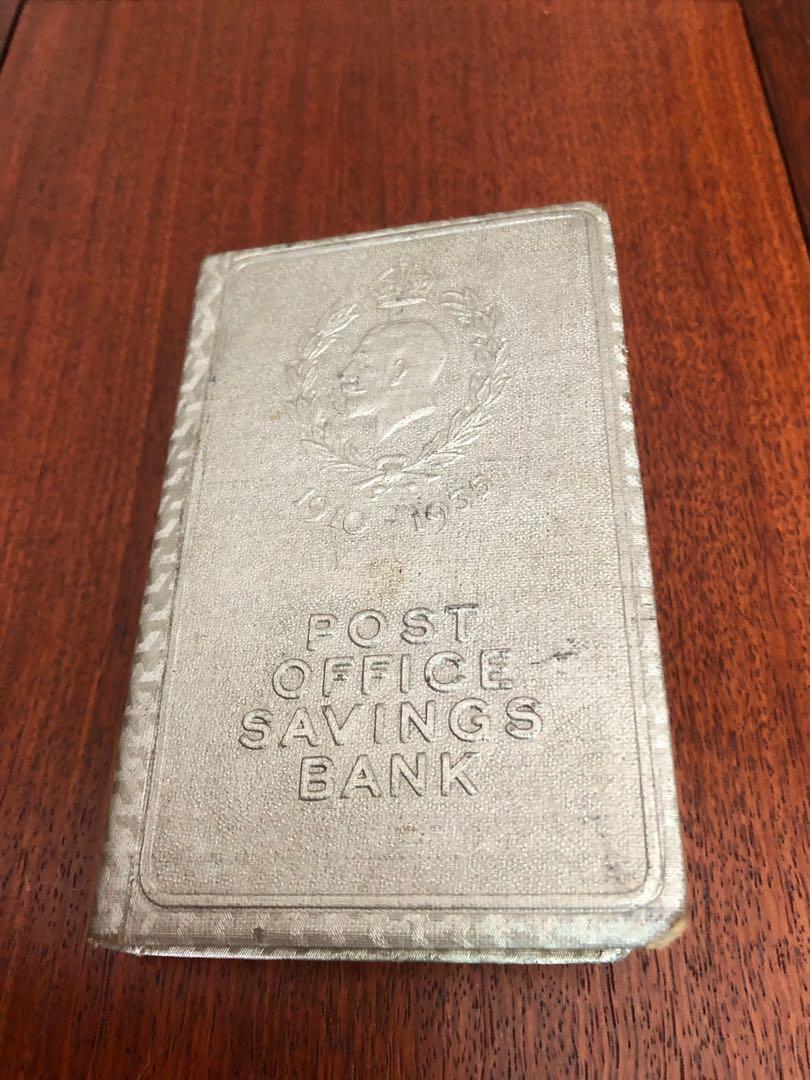 1910-1935
POST
OFFICE
SAVINGS
BANK